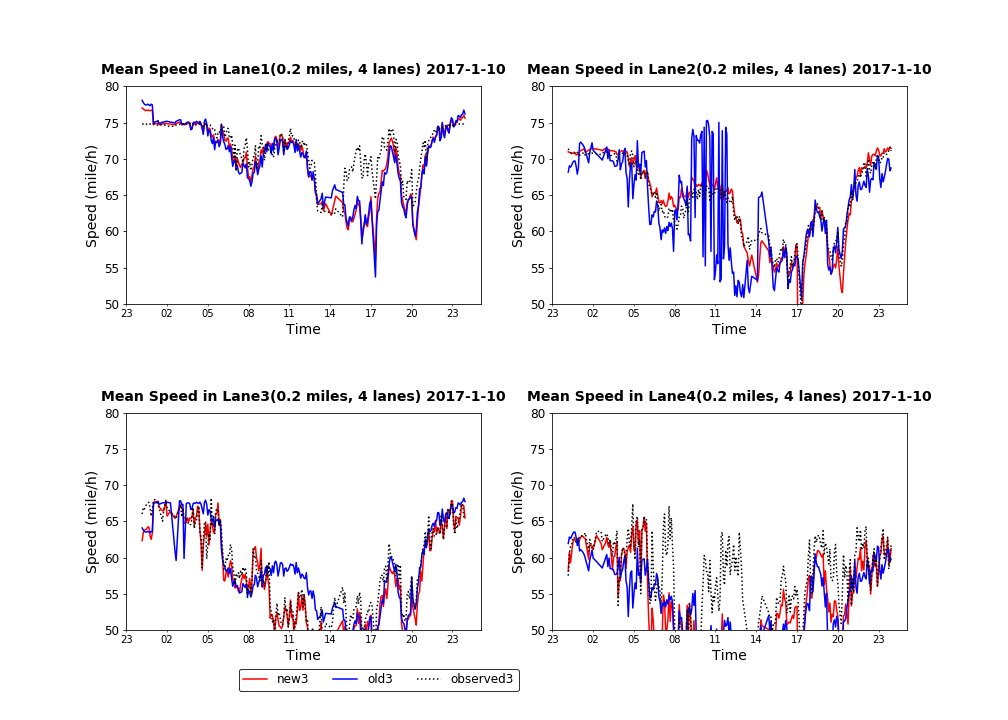 Mean Speed in Lane1(0.2 miles, 4 lanes) 2017-1-10
80
75
70
65
60
55
50
Speed (mile/h)
23 02 05 08 11 14 17 20 23
Time
Mean Speed in Lane2(0.2 miles, 4 lanes) 2017-1-10
80
75
70
65
60
55
50
Speed (mile/h)
23 02 05 08 11 14 17 20 23
Time
Mean Speed in Lane3(0.2 miles, 4 lanes) 2017-1-10
80
75
70
65
60
55
50
Speed (mile/h)
23 02 05 08 11 14 17 20 23
Time
Mean Speed in Lane4(0.2 miles, 4 lanes) 2017-1-10
80
75
70
65
60
55
50
Speed (mile/h)
23 02 05 08 11 14 17 20 23
Time
new3 old3 observed3